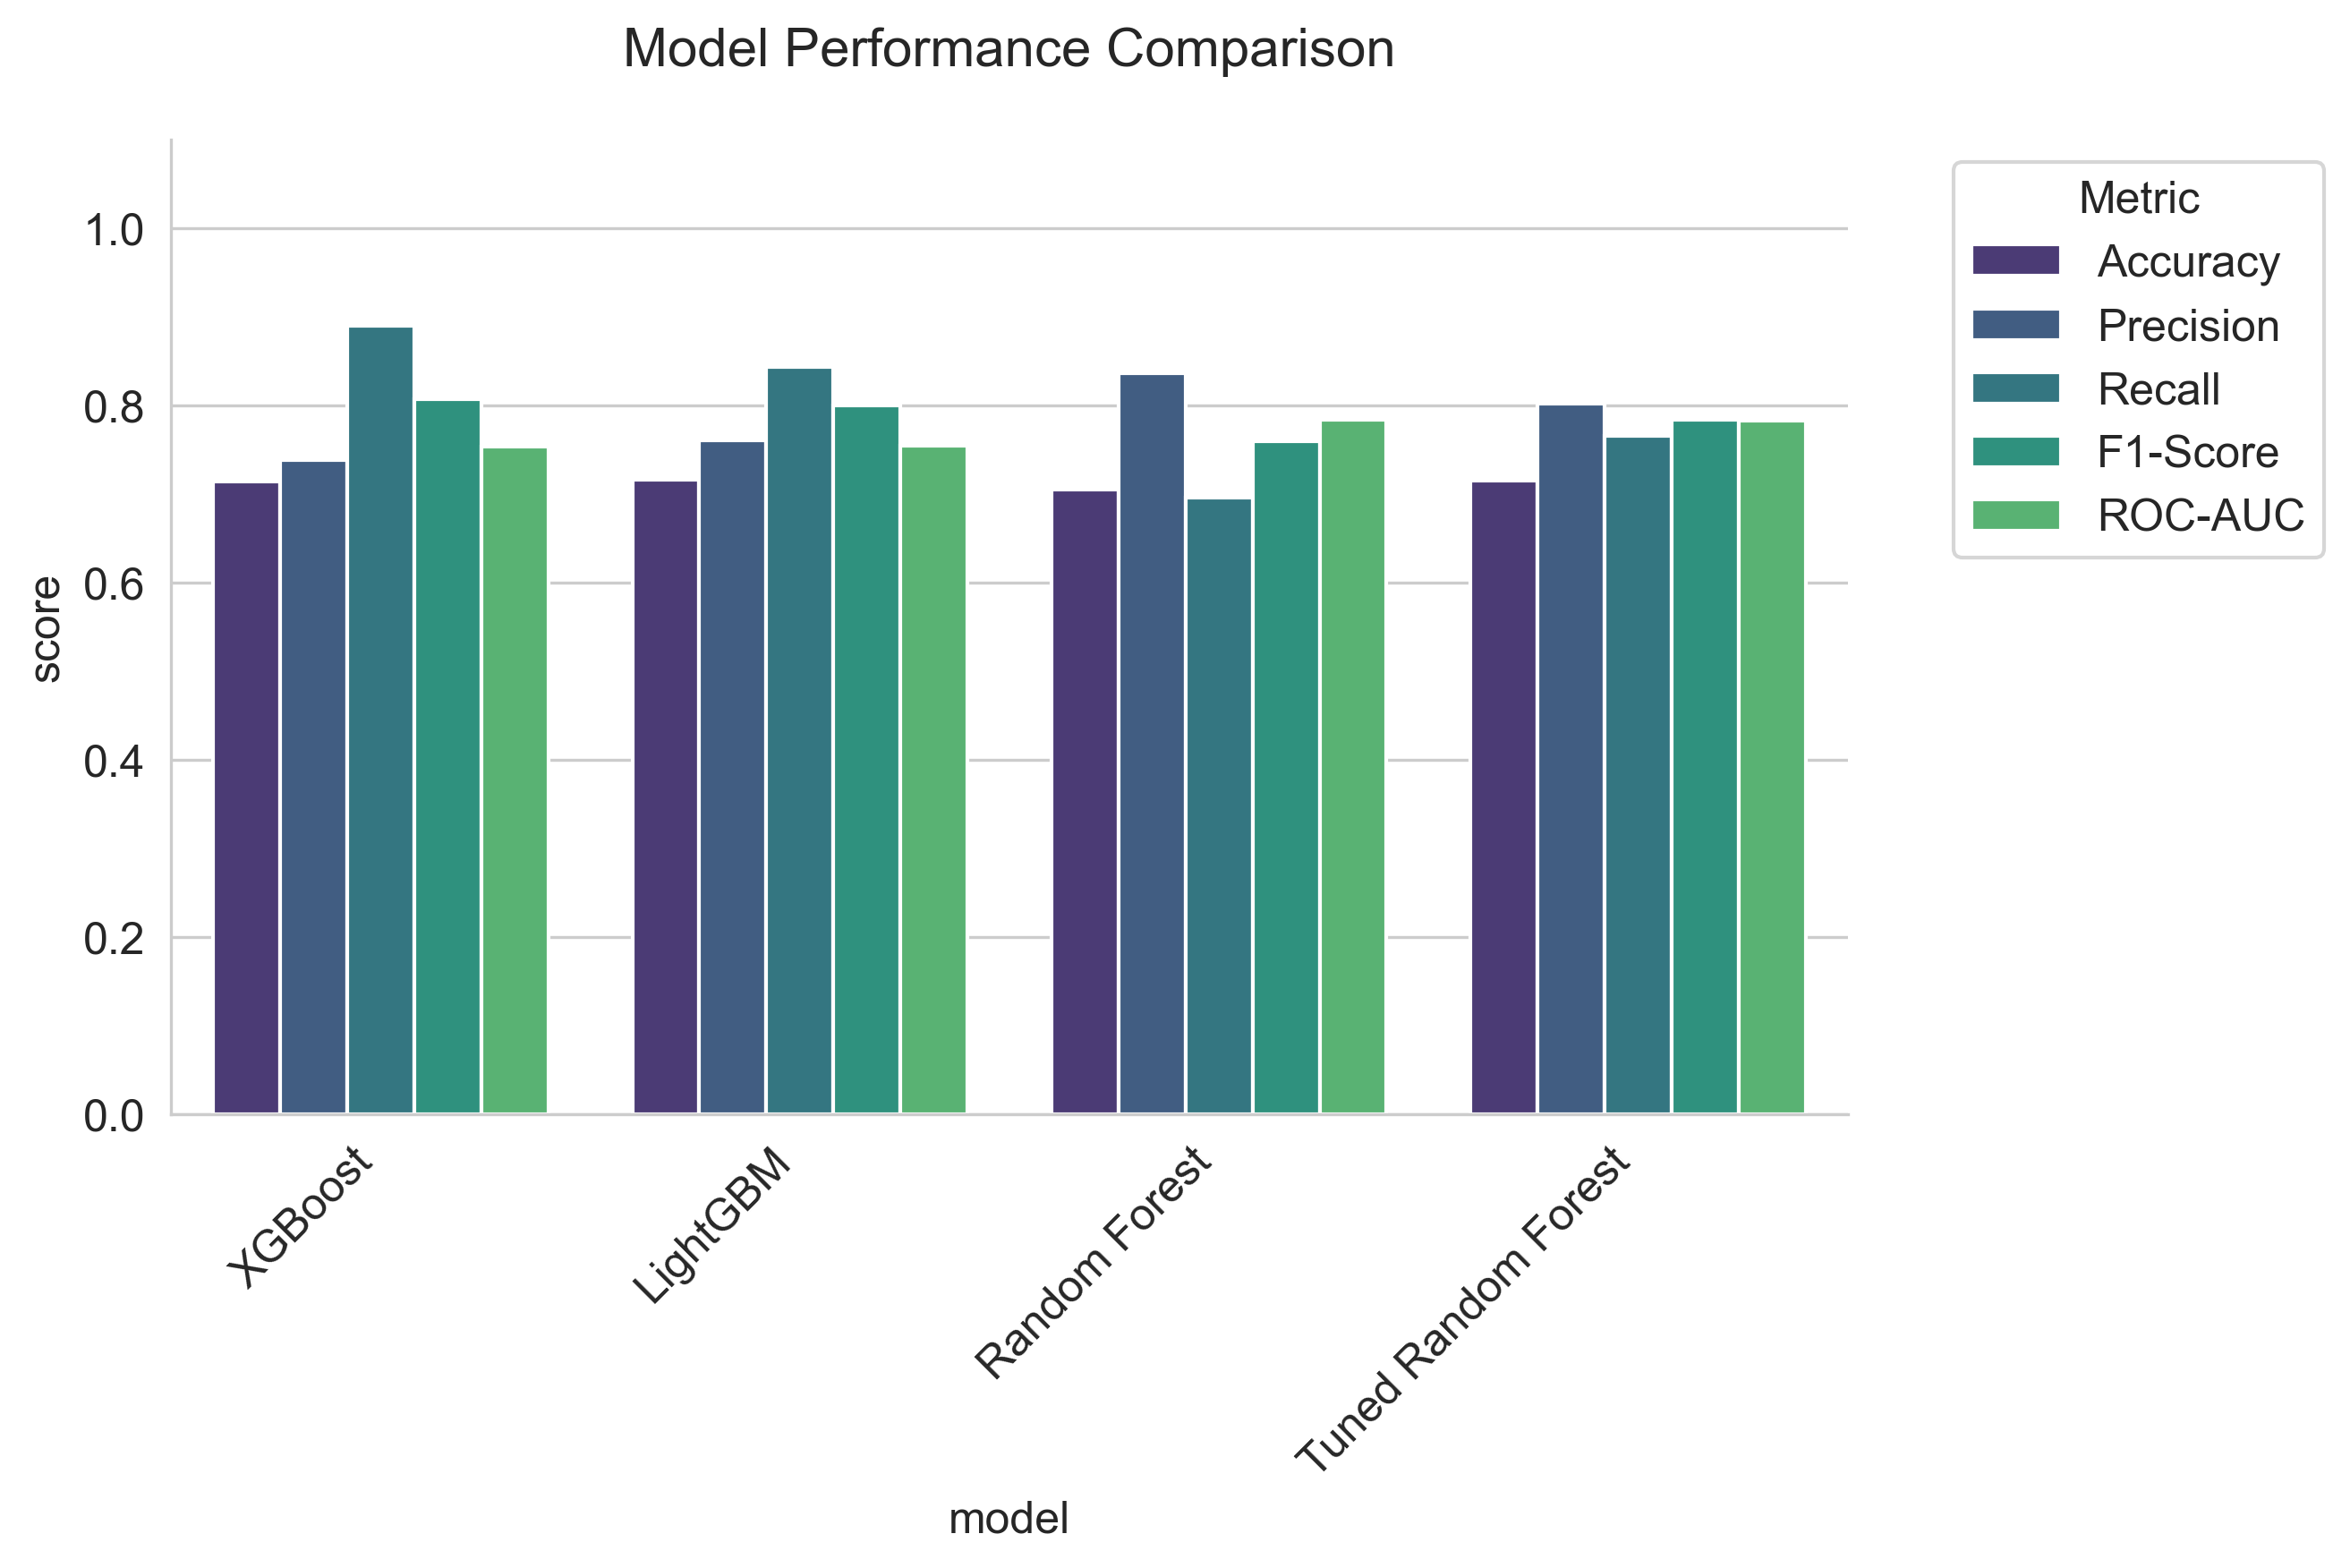 Model Performance Comparison
score
1.0
0.8
0.6
0.4
0.2
0.0
XGBoost
LightGBM
Random Forest
Tuned Random Forest
model
Metric
Accuracy
Precision
Recall
F1-Score
ROC-AUC